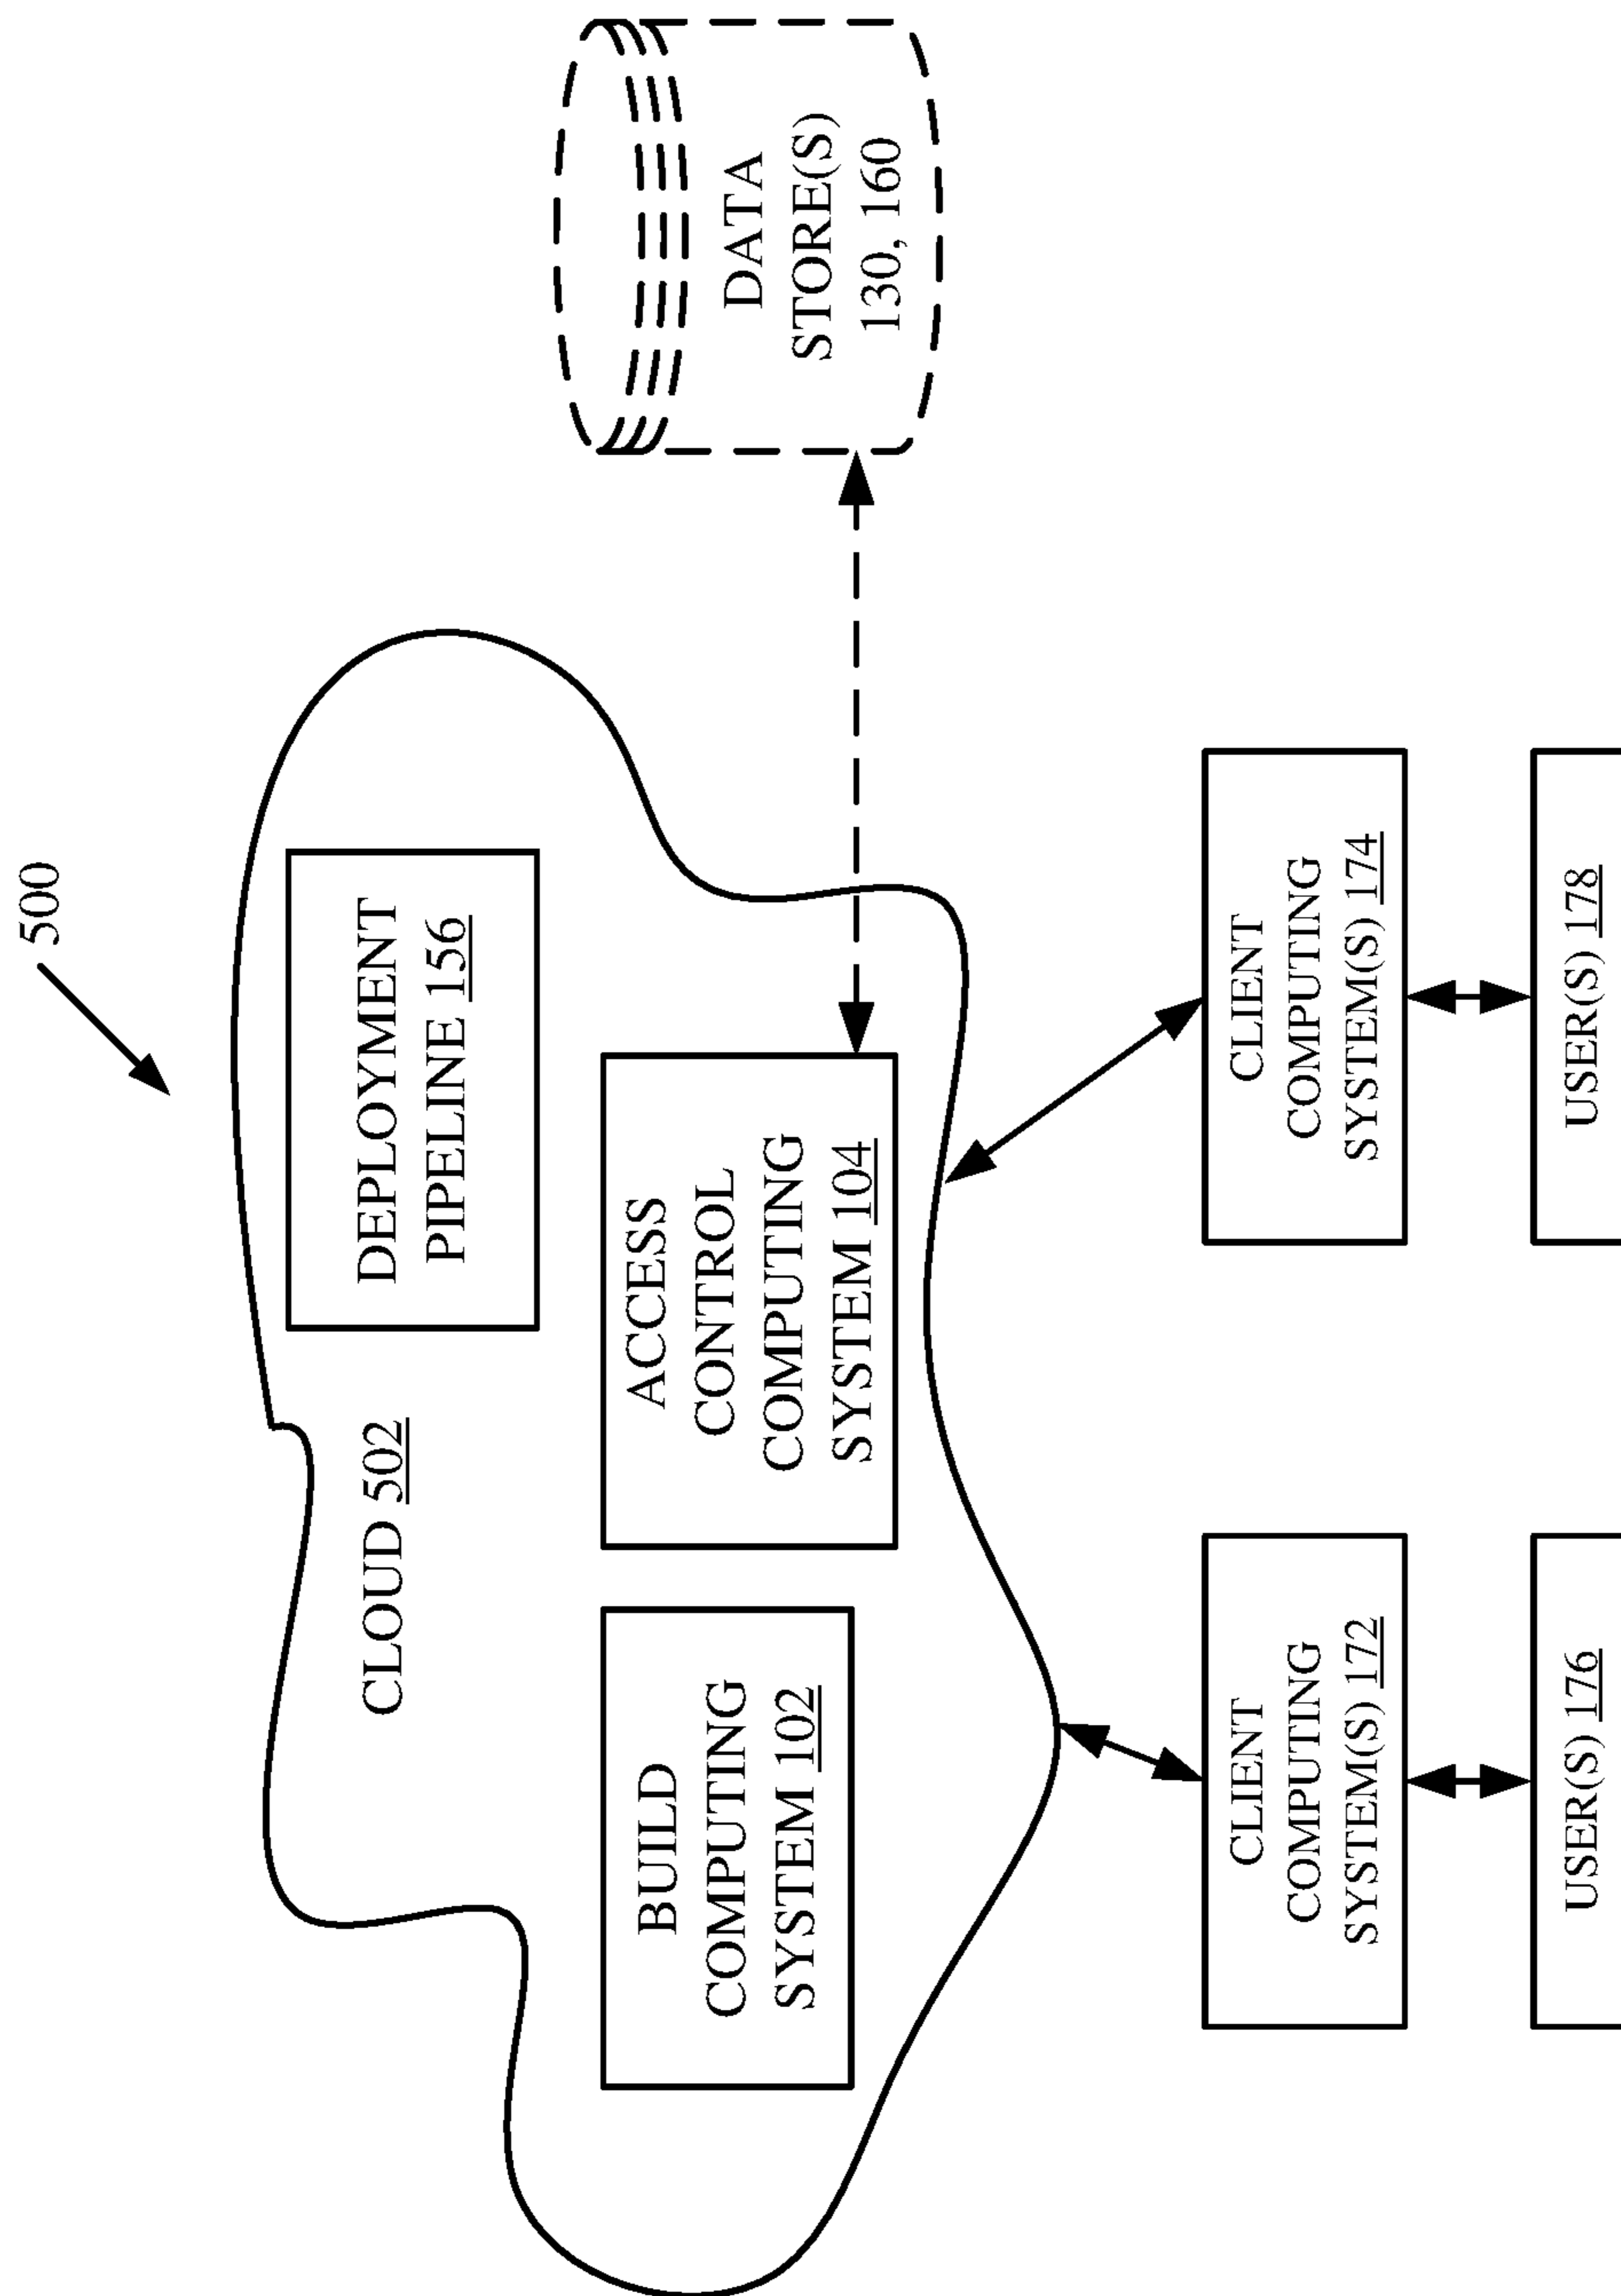 500
CLOUD 502
DEPLOYMENT
PIPELINE 156
BUILD
COMPUTING
SYSTEM 102
ACCESS
CONTROL
COMPUTING
SYSTEM 104
DATA
STORE(S)
130, 160
CLIENT
COMPUTING
SYSTEM(S) 172
CLIENT
COMPUTING
SYSTEM(S) 174
USER(S) 176
USER(S) 178